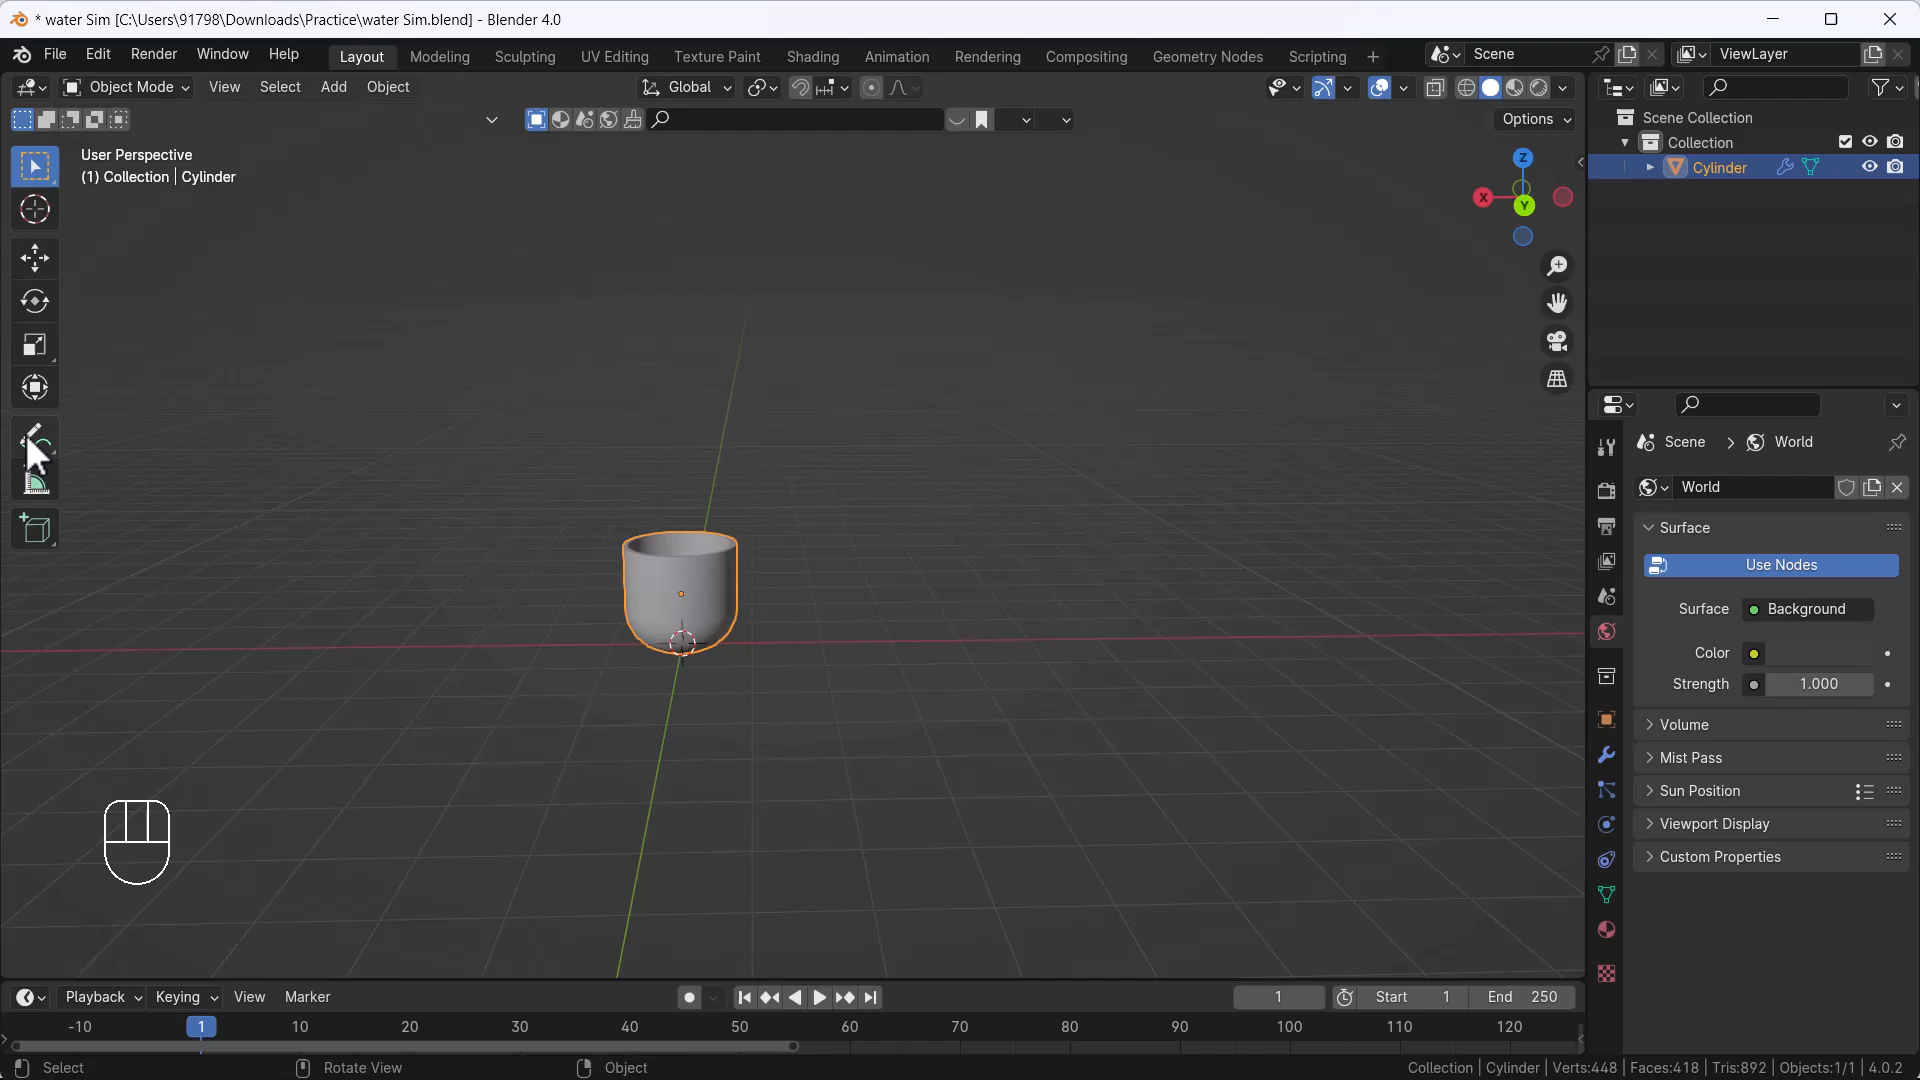 * water Sim [C:\Users\91798\Downloads\Practice\water Sim.blend] - Blender 4.0
File Edit Render Window Help Layout Modeling Sculpting UV Editing Texture Paint Shading Animation Rendering Compositing Geometry Nodes Scripting + Scene ViewLayer
Object Mode View Select Add Object Global
Options
User Perspective
(1) Collection | Cylinder
Z
X
Y
Scene Collection
Collection
Cylinder
Scene > World
World
Surface
Use Nodes
Surface Background
Color
Strength 1.000
Volume
Mist Pass
Sun Position
Viewport Display
Custom Properties
Playback Keying View Marker 1 Start 1 End 250
-10 1 10 20 30 40 50 60 70 80 90 100 110 120
Select Rotate View Object Collection | Cylinder | Verts:448 | Faces:418 | Tris:892 | Objects:1/1 | 4.0.2